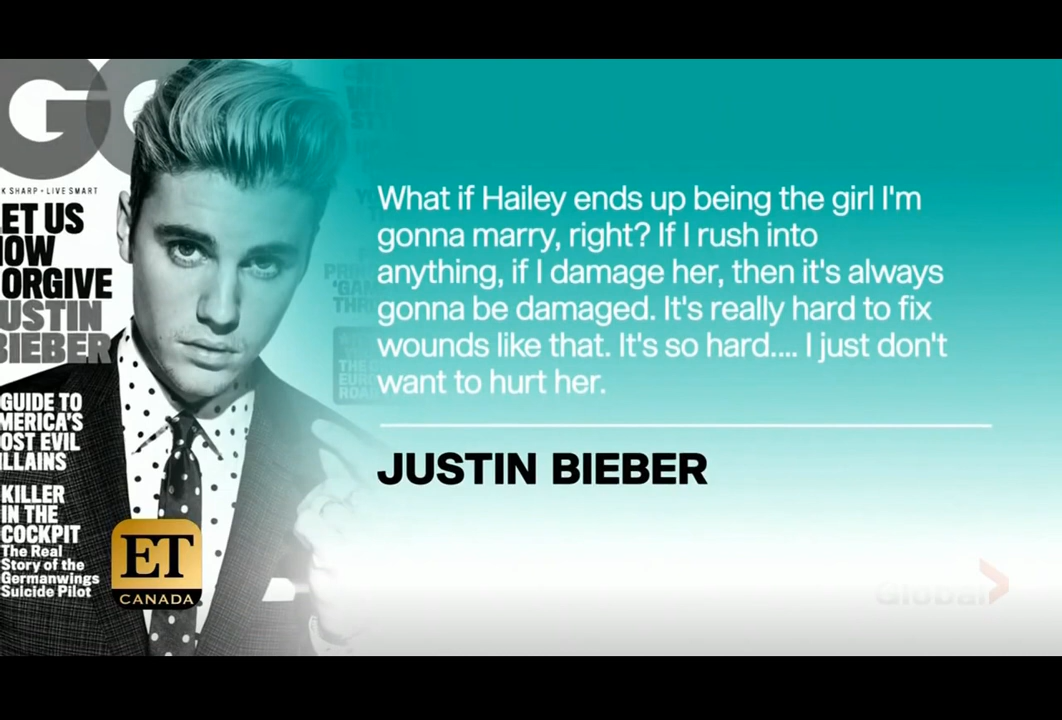 GQ
K SHARP • LIVE SMART
ET US
OW
ORGIVE
USTIN
BIEBER
GUIDE TO
MERICA'S
OST EVIL
ILLAINS
KILLER
IN THE
COCKPIT
The Real
Story of the
Germanwings
Suicide Pilot
ET
CANADA
What if Hailey ends up being the girl I'm
gonna marry, right? If I rush into
anything, if I damage her, then it's always
gonna be damaged. It's really hard to fix
wounds like that. It's so hard.... I just don't
want to hurt her.
JUSTIN BIEBER
Global